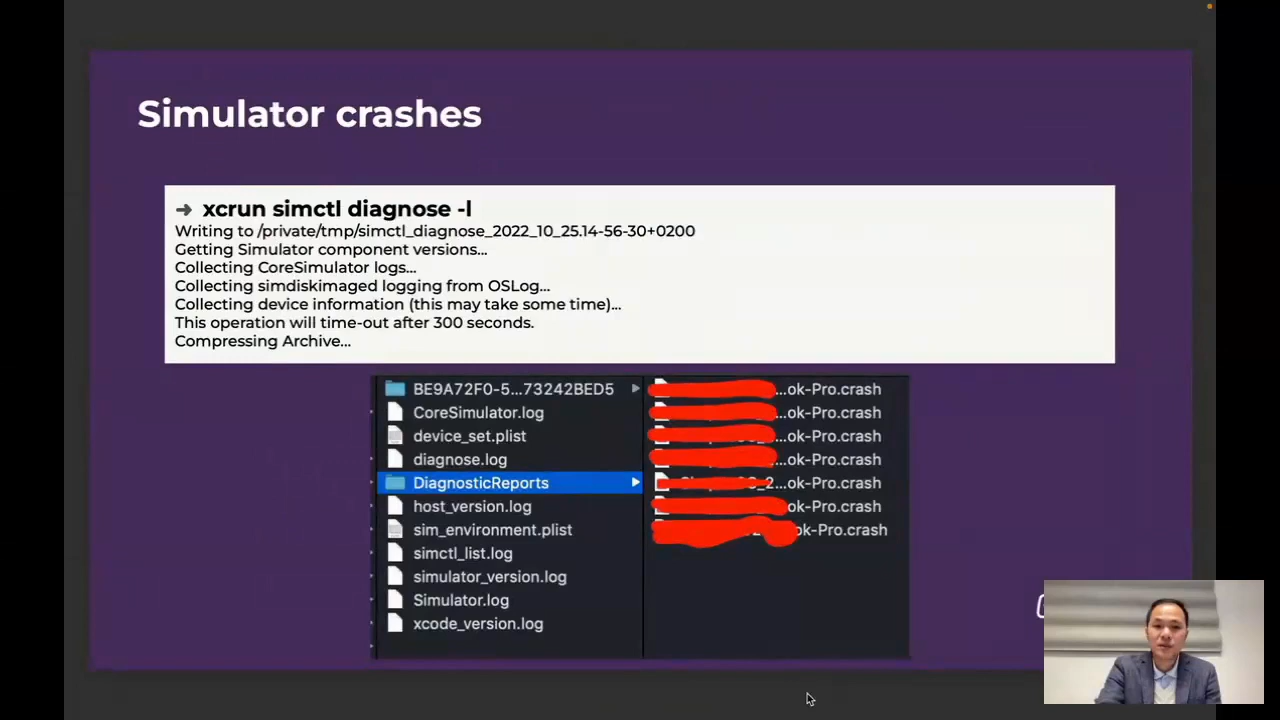 Simulator crashes
➜ xcrun simctl diagnose -l
Writing to /private/tmp/simctl_diagnose_2022_10_25.14-56-30+0200
Getting Simulator component versions...
Collecting CoreSimulator logs...
Collecting simdiskimaged logging from OSLog...
Collecting device information (this may take some time)...
This operation will time-out after 300 seconds.
Compressing Archive...
BE9A72F0-5...73242BED5
CoreSimulator.log
device_set.plist
diagnose.log
DiagnosticReports
host_version.log
sim_environment.plist
simctl_list.log
simulator_version.log
Simulator.log
xcode_version.log
...ok-Pro.crash
...ok-Pro.crash
...ok-Pro.crash
...ok-Pro.crash
...ok-Pro.crash
...ok-Pro.crash
ok-Pro.crash